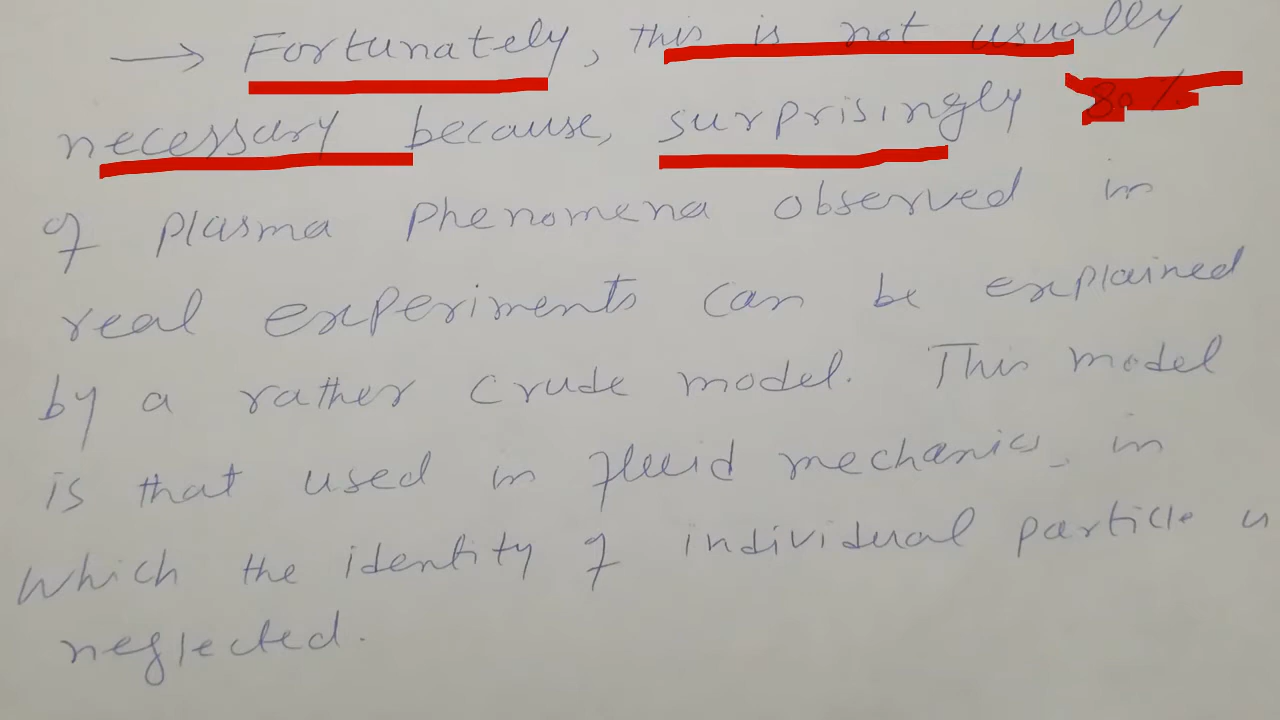 → Fortunately, this is not usually
necessary because, surprisingly 80%
of plasma phenomena observed in
real experiments can be explained
by a rather crude model. This model
is that used in fluid mechanics, in
which the identity of individual particle is
neglected.